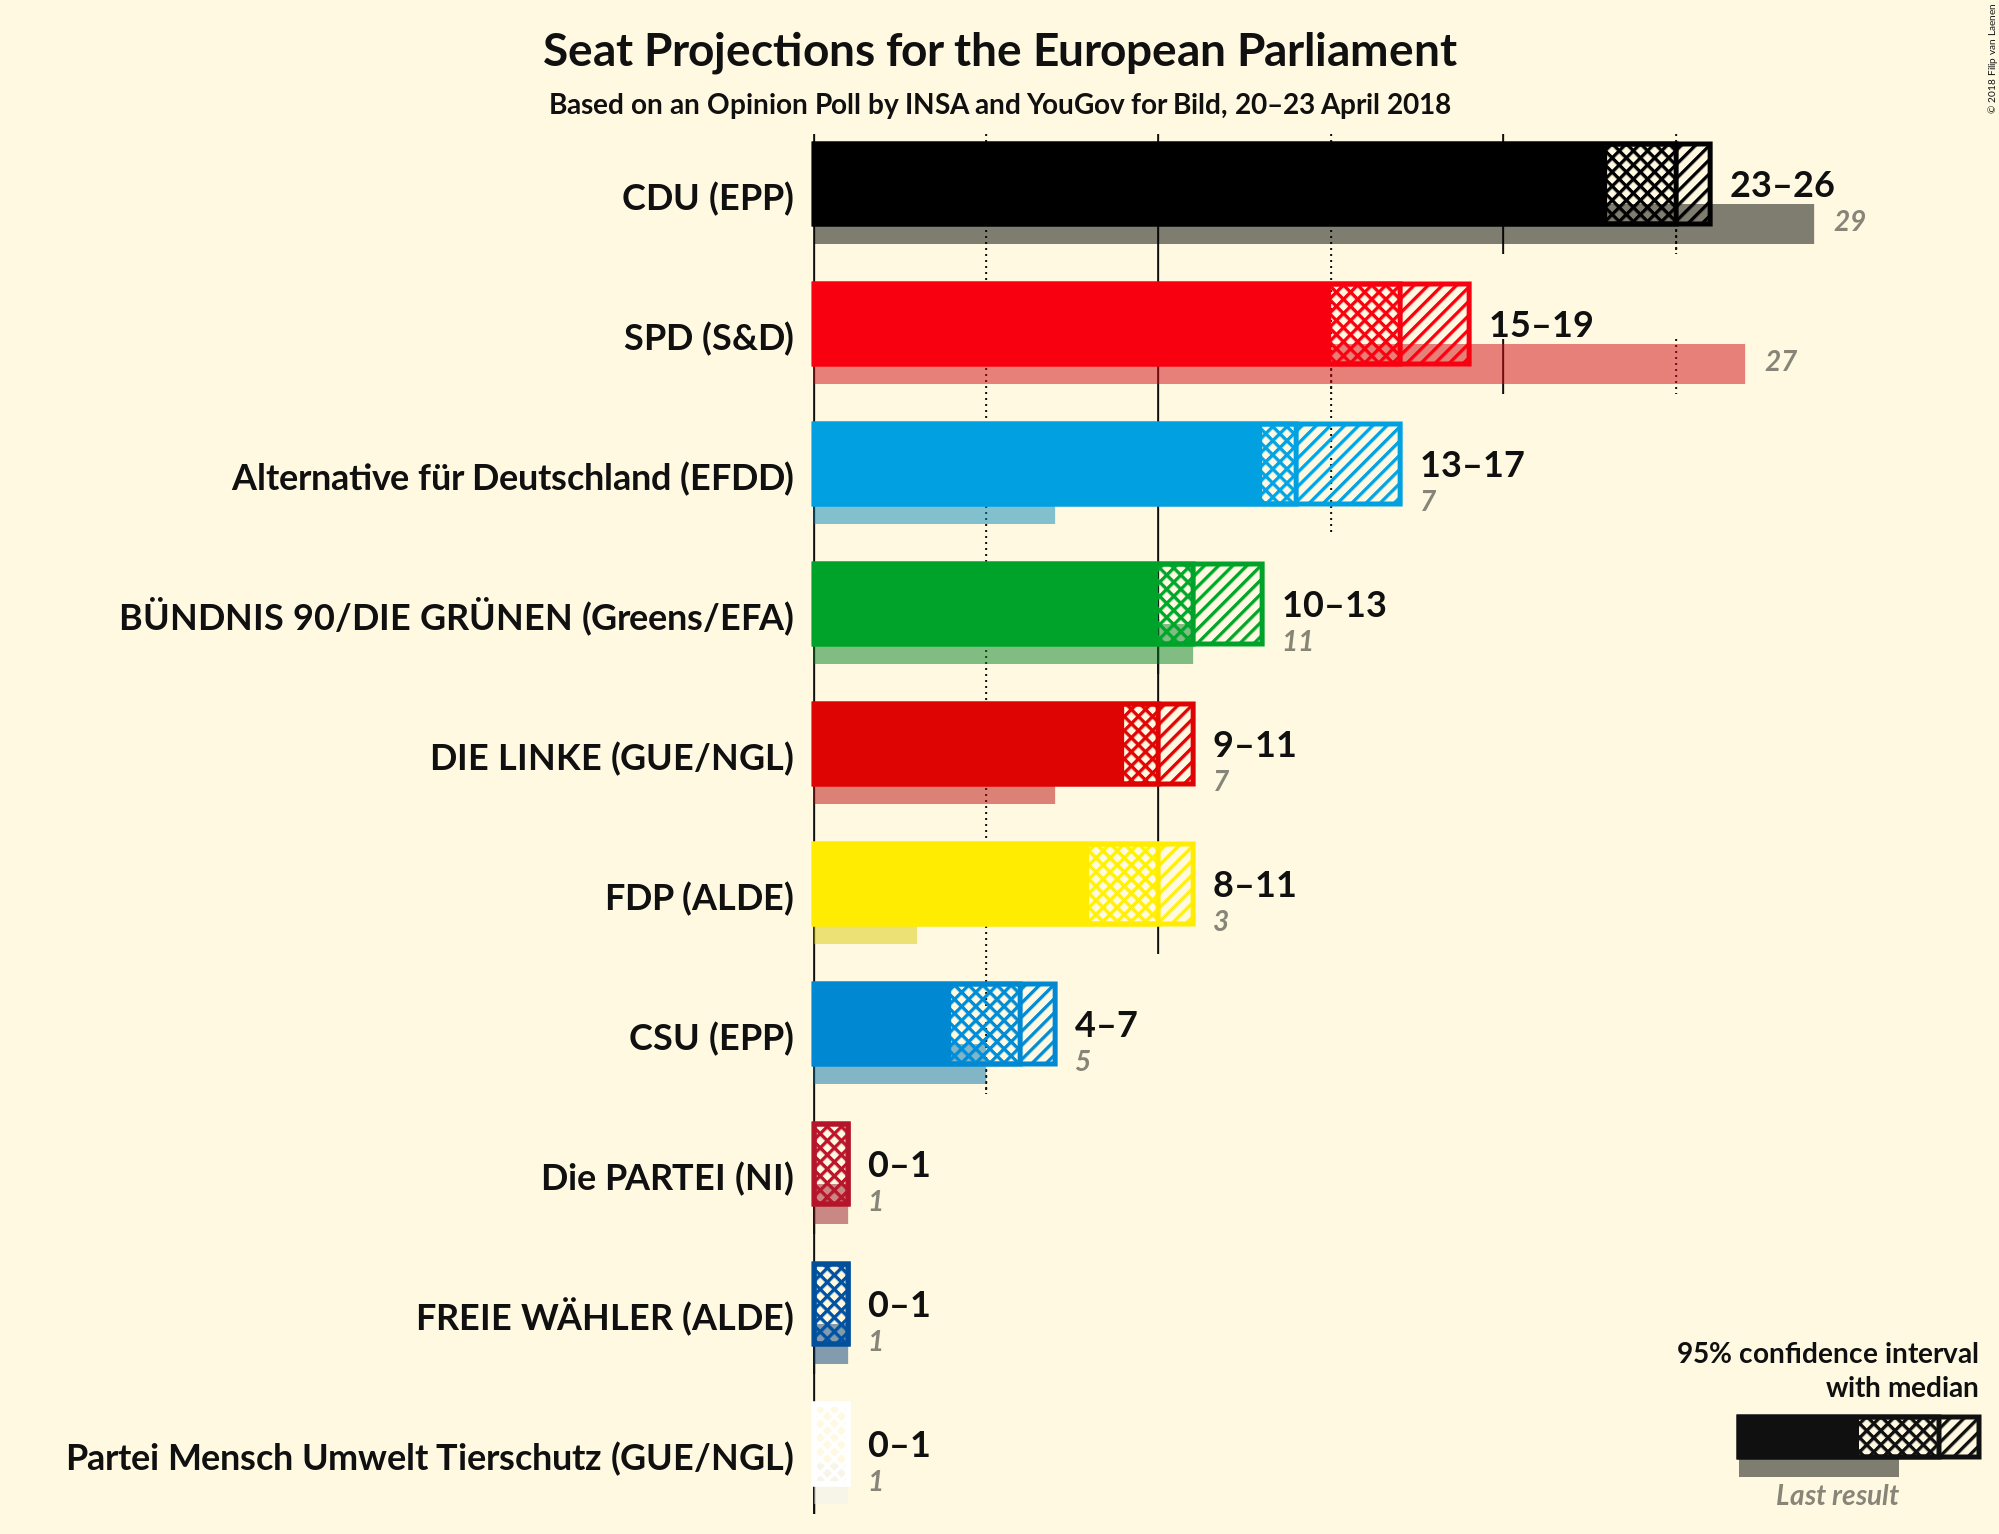 Seat Projections for the European Parliament
Based on an Opinion Poll by INSA and YouGov for Bild, 20–23 April 2018
© 2018 Filip van Laenen
CDU (EPP)
23–26
29
SPD (S&D)
15–19
27
Alternative für Deutschland (EFDD)
13–17
7
BÜNDNIS 90/DIE GRÜNEN (Greens/EFA)
10–13
11
DIE LINKE (GUE/NGL)
9–11
7
FDP (ALDE)
8–11
3
CSU (EPP)
4–7
5
Die PARTEI (NI)
0–1
1
FREIE WÄHLER (ALDE)
0–1
1
Partei Mensch Umwelt Tierschutz (GUE/NGL)
0–1
1
95% confidence interval
with median
Last result